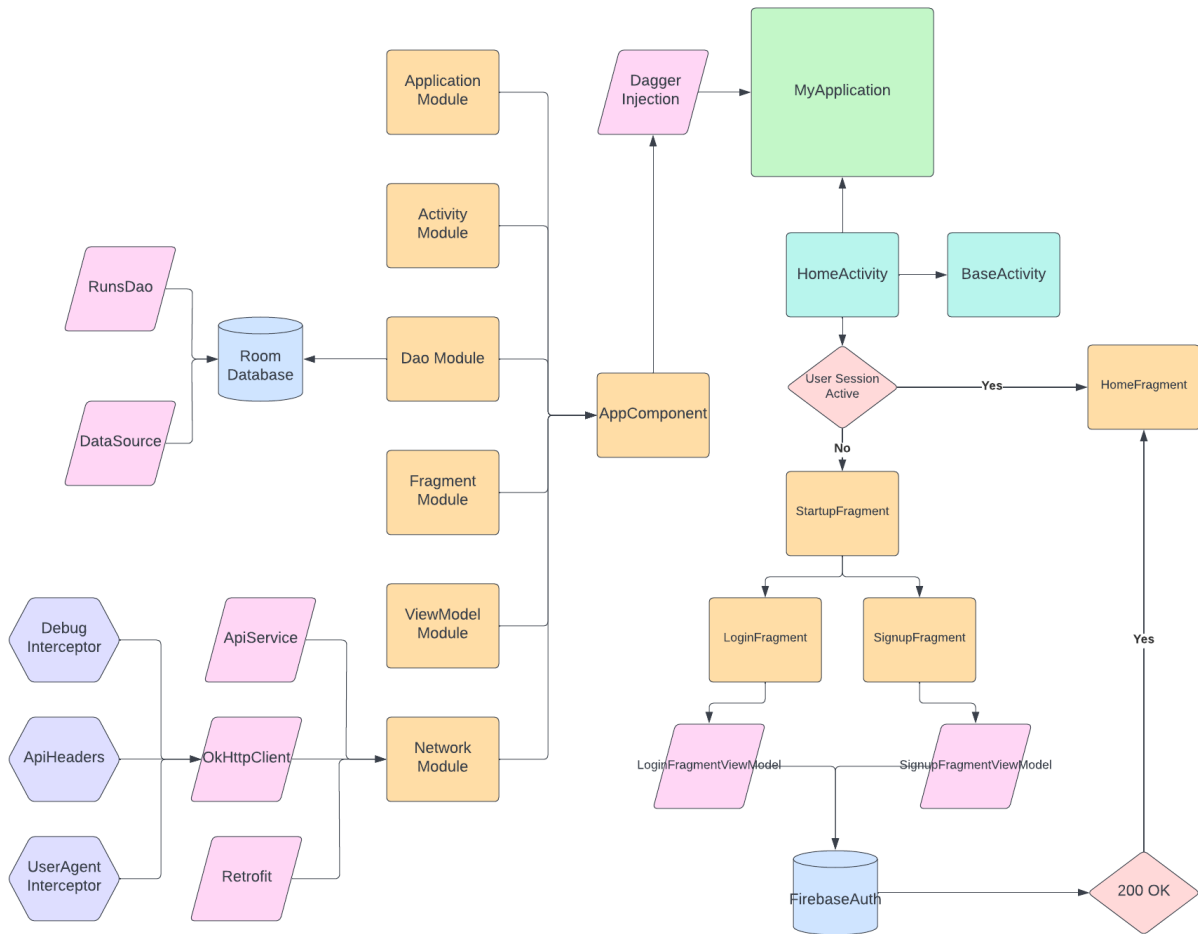 Application
Module
Dagger
Injection
MyApplication
Activity
Module
HomeActivity
BaseActivity
RunsDao
Room
Database
Dao Module
User Session
Active
Yes
HomeFragment
AppComponent
DataSource
No
Fragment
Module
StartupFragment
Debug
Interceptor
ApiService
ViewModel
Module
LoginFragment
SignupFragment
Yes
ApiHeaders
OkHttpClient
Network
Module
LoginFragmentViewModel
SignupFragmentViewModel
UserAgent
Interceptor
Retrofit
FirebaseAuth
200 OK